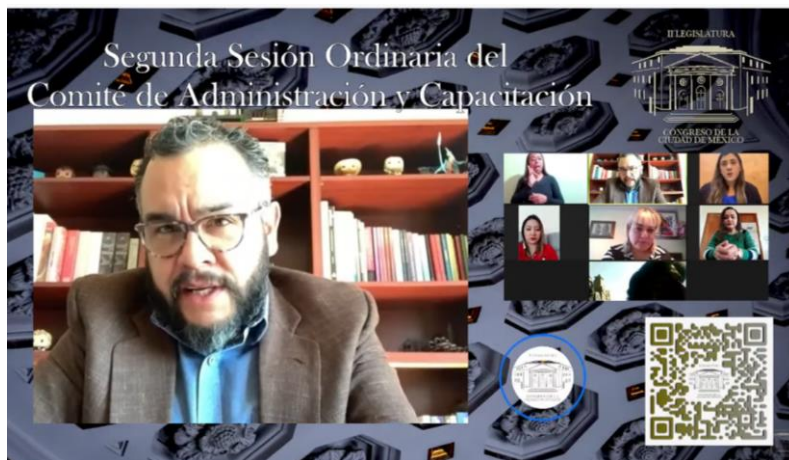 Segunda Sesión Ordinaria del
Comité de Administración y Capacitación
II LEGISLATURA
CONGRESO DE LA
CIUDAD DE MÉXICO